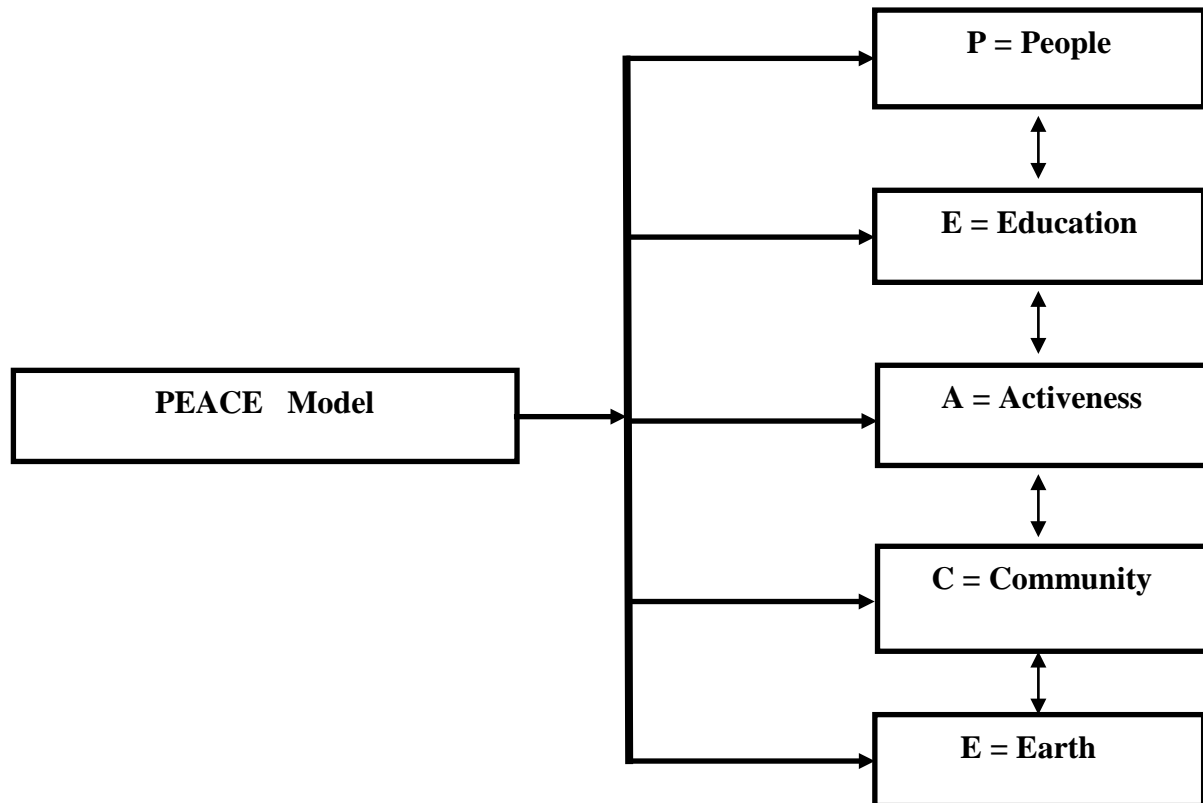 P = People
E = Education
A = Activeness
PEACE Model
C = Community
E = Earth